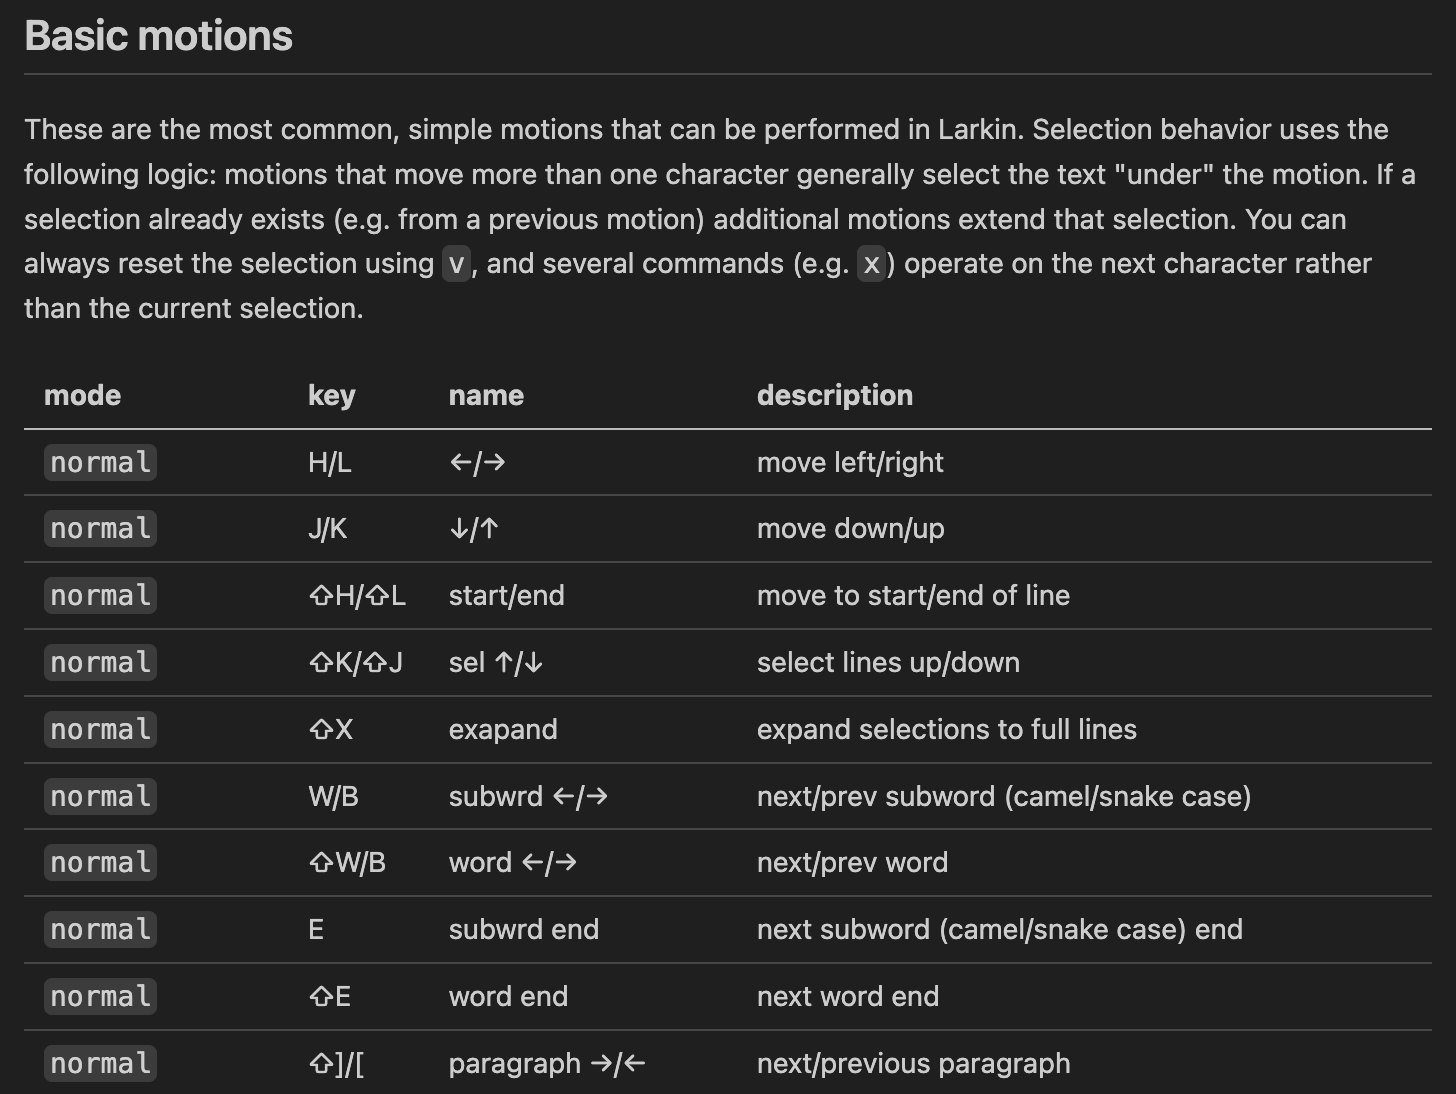 Basic motions
These are the most common, simple motions that can be performed in Larkin. Selection behavior uses the
following logic: motions that move more than one character generally select the text "under" the motion. If a
selection already exists (e.g. from a previous motion) additional motions extend that selection. You can
always reset the selection using v, and several commands (e.g. x) operate on the next character rather
than the current selection.
mode key name description
normal H/L ←/→ move left/right
normal J/K ↓/↑ move down/up
normal ⇧H/⇧L start/end move to start/end of line
normal ⇧K/⇧J sel ↑/↓ select lines up/down
normal ⇧X exapand expand selections to full lines
normal W/B subwrd ←/→ next/prev subword (camel/snake case)
normal ⇧W/B word ←/→ next/prev word
normal E subwrd end next subword (camel/snake case) end
normal ⇧E word end next word end
normal ⇧]/[ paragraph →/← next/previous paragraph